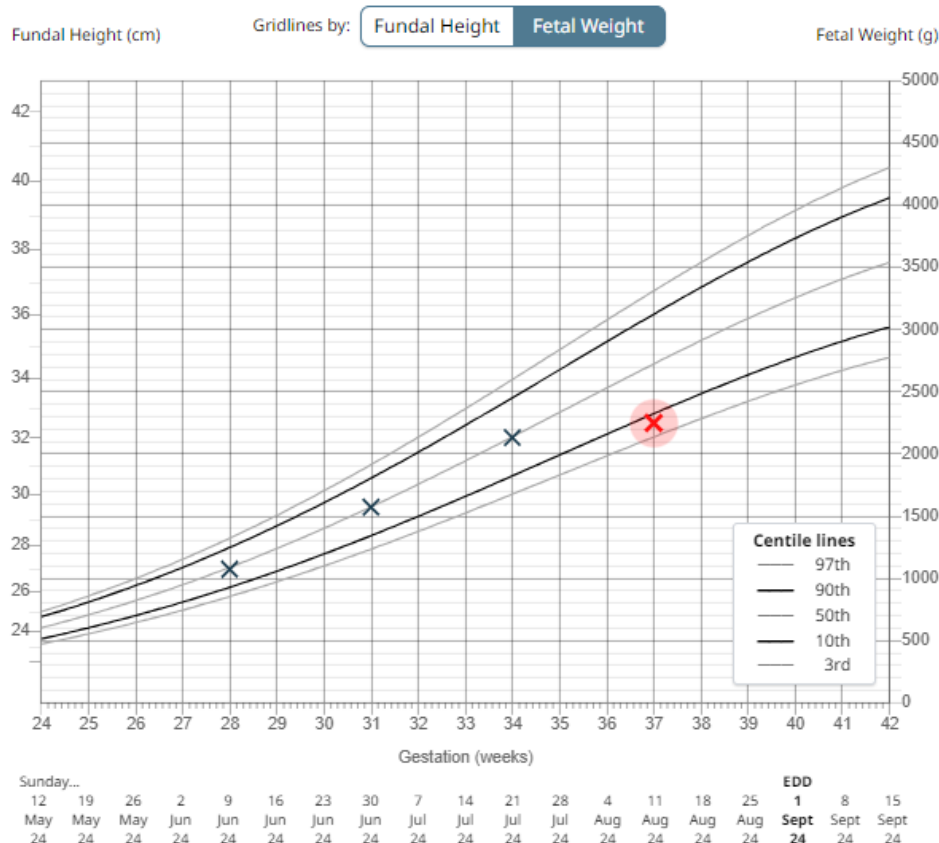 Fundal Height (cm) Gridlines by: Fundal Height Fetal Weight Fetal Weight (g)
5000
42
4500
40
4000
38
3500
36
3000
34
2500
32
2000
30
1500
28
Centile lines
97th
1000
26
90th
50th
24
500
10th
3rd
0
24 25 26 27 28 29 30 31 32 33 34 35 36 37 38 39 40 41 42
Gestation (weeks)
Sunday... EDD
12 19 26 2 9 16 23 30 7 14 21 28 4 11 18 25 1 8 15
May May May Jun Jun Jun Jun Jun Jul Jul Jul Jul Aug Aug Aug Aug Sept Sept Sept
24 24 24 24 24 24 24 24 24 24 24 24 24 24 24 24 24 24 24